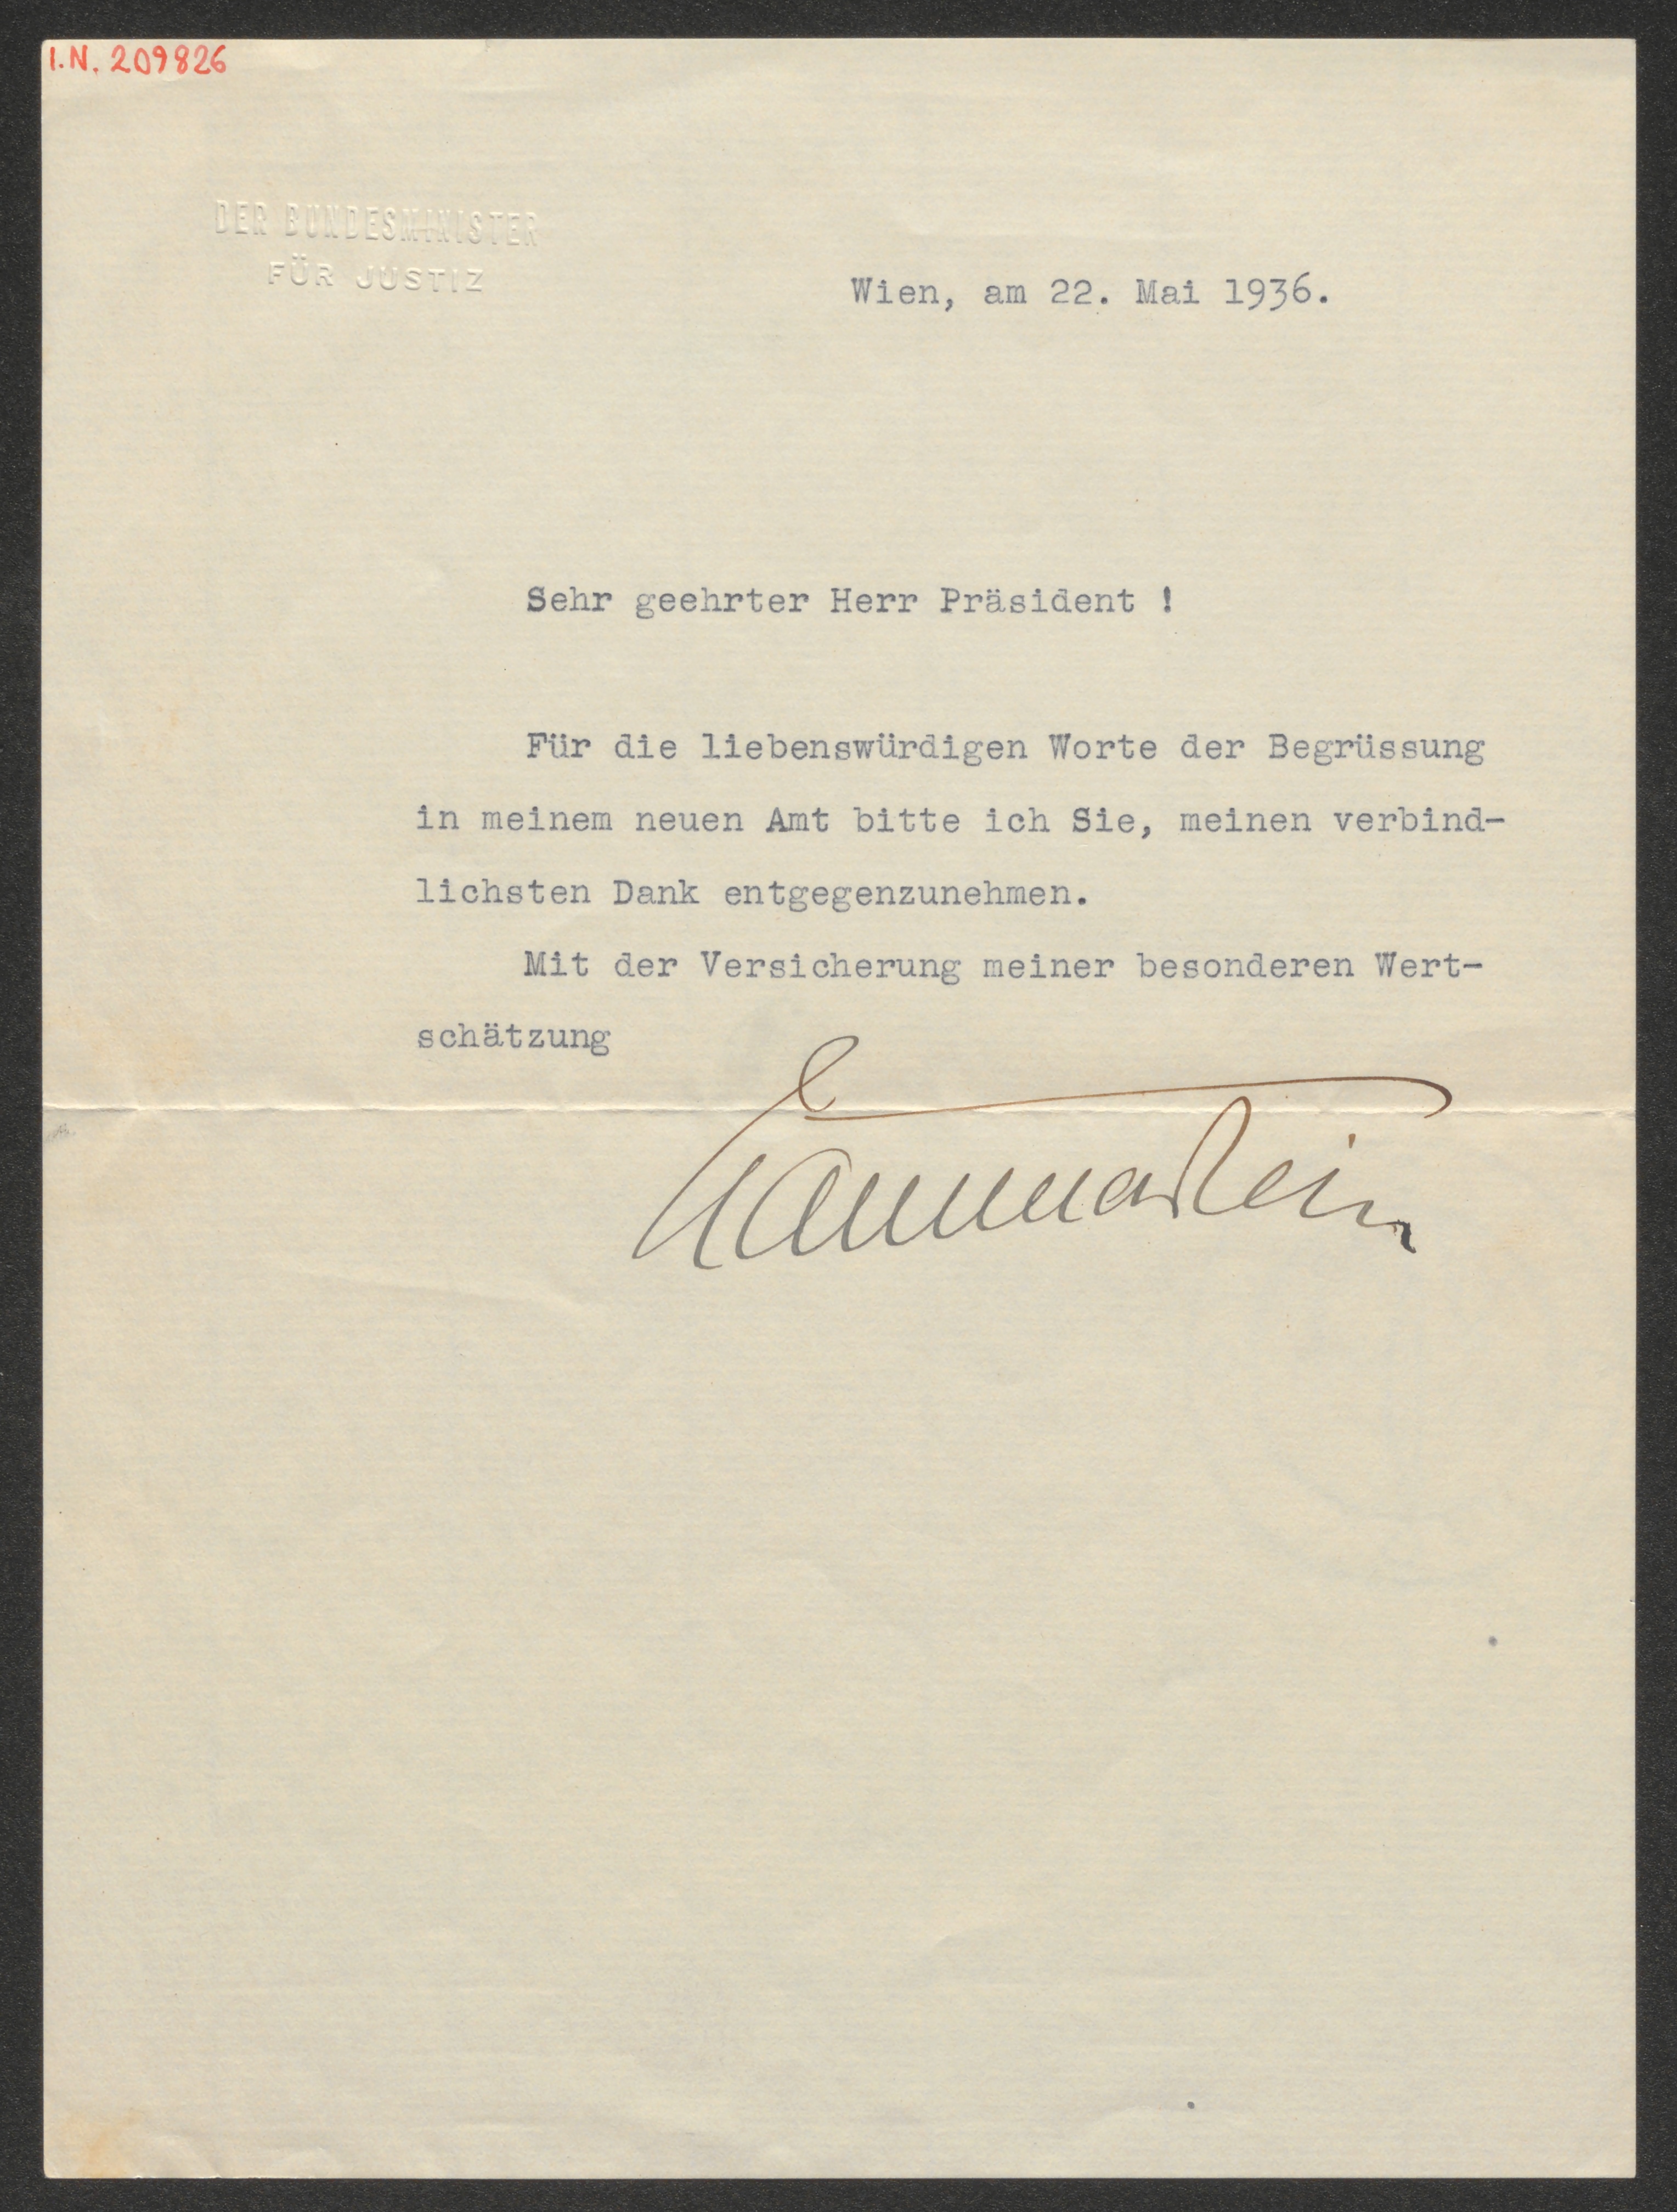 I.N. 209826
DER BUNDESMINISTER
FÜR JUSTIZ
Wien, am 22. Mai 1936.
Sehr geehrter Herr Präsident !
Für die liebenswürdigen Worte der Begrüssung
in meinem neuen Amt bitte ich Sie, meinen verbind-
lichsten Dank entgegenzunehmen.
Mit der Versicherung meiner besonderen Wert-
schätzung
Hammerstein